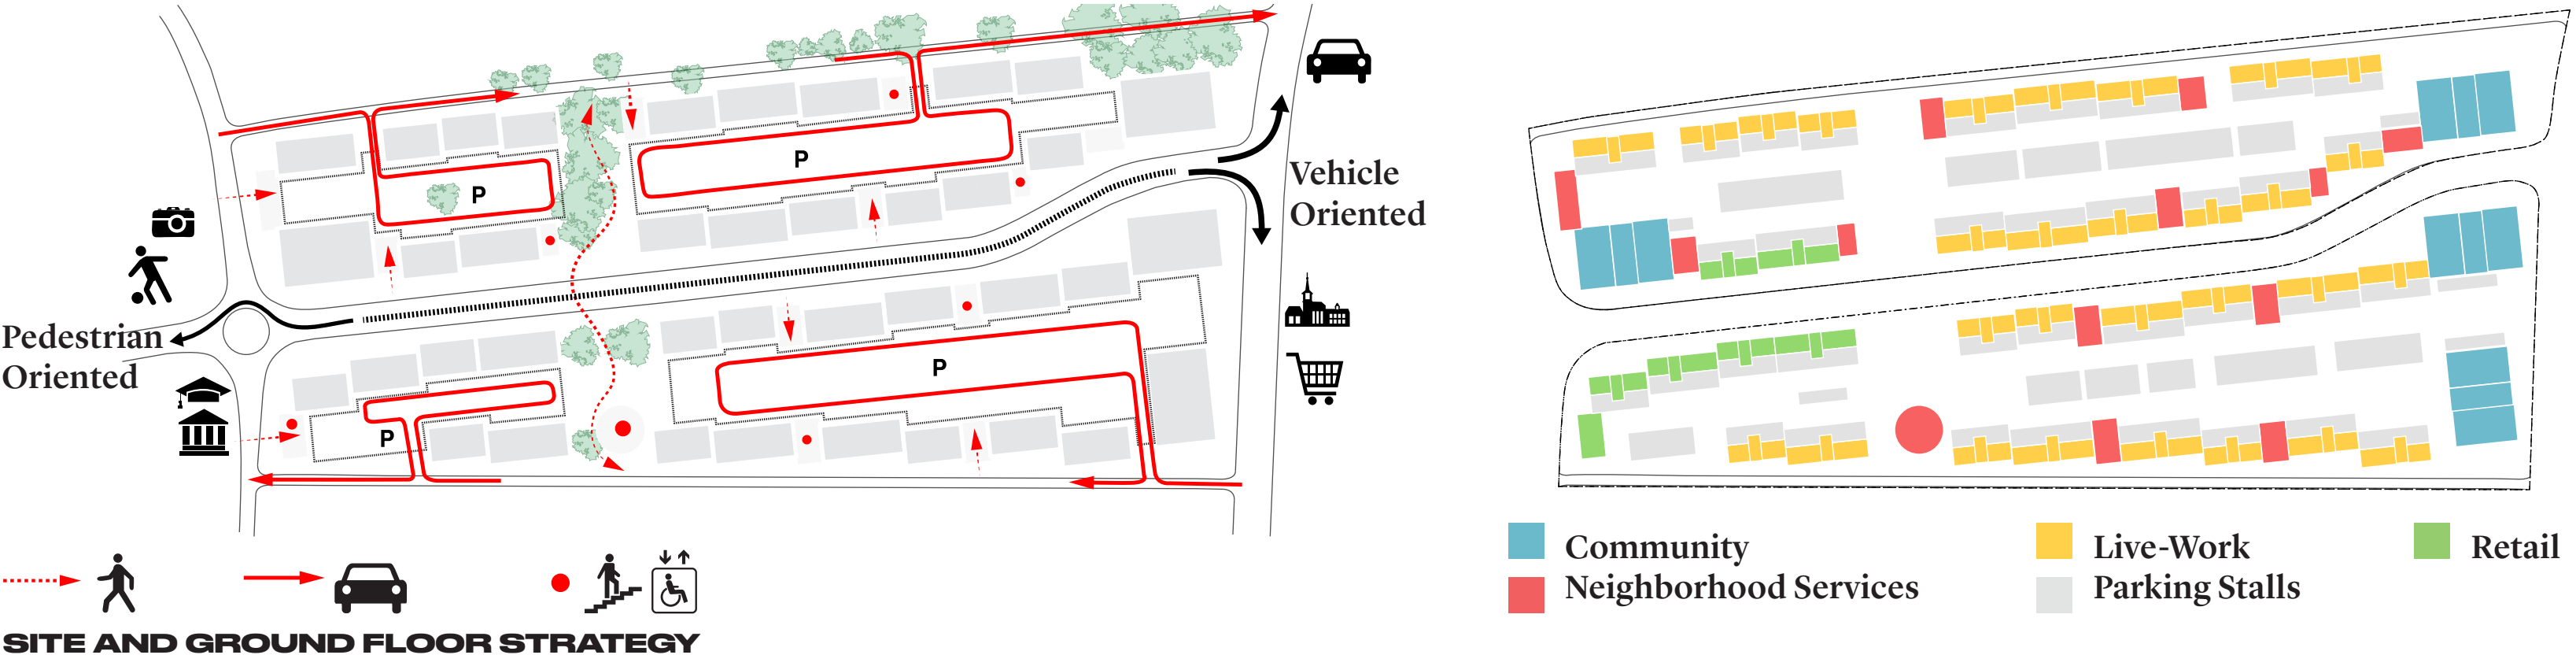 P
P
Vehicle
Oriented
Pedestrian
Oriented
P
P
Community
Live-Work
Retail
Neighborhood Services
Parking Stalls
SITE AND GROUND FLOOR STRATEGY